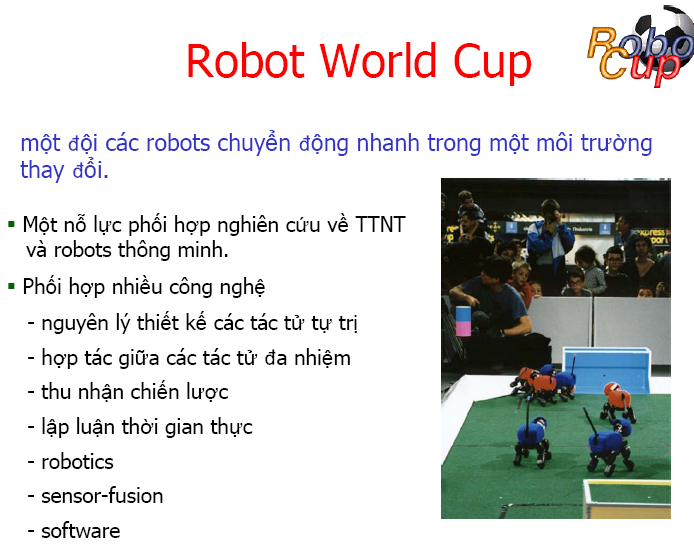 Robot World Cup
Robo
Cup
một đội các robots chuyển động nhanh trong một môi trường
thay đổi.
▪ Một nỗ lực phối hợp nghiên cứu về TTNT
và robots thông minh.
▪ Phối hợp nhiều công nghệ
- nguyên lý thiết kế các tác tử tự trị
- hợp tác giữa các tác tử đa nhiệm
- thu nhận chiến lược
- lập luận thời gian thực
- robotics
- sensor-fusion
- software